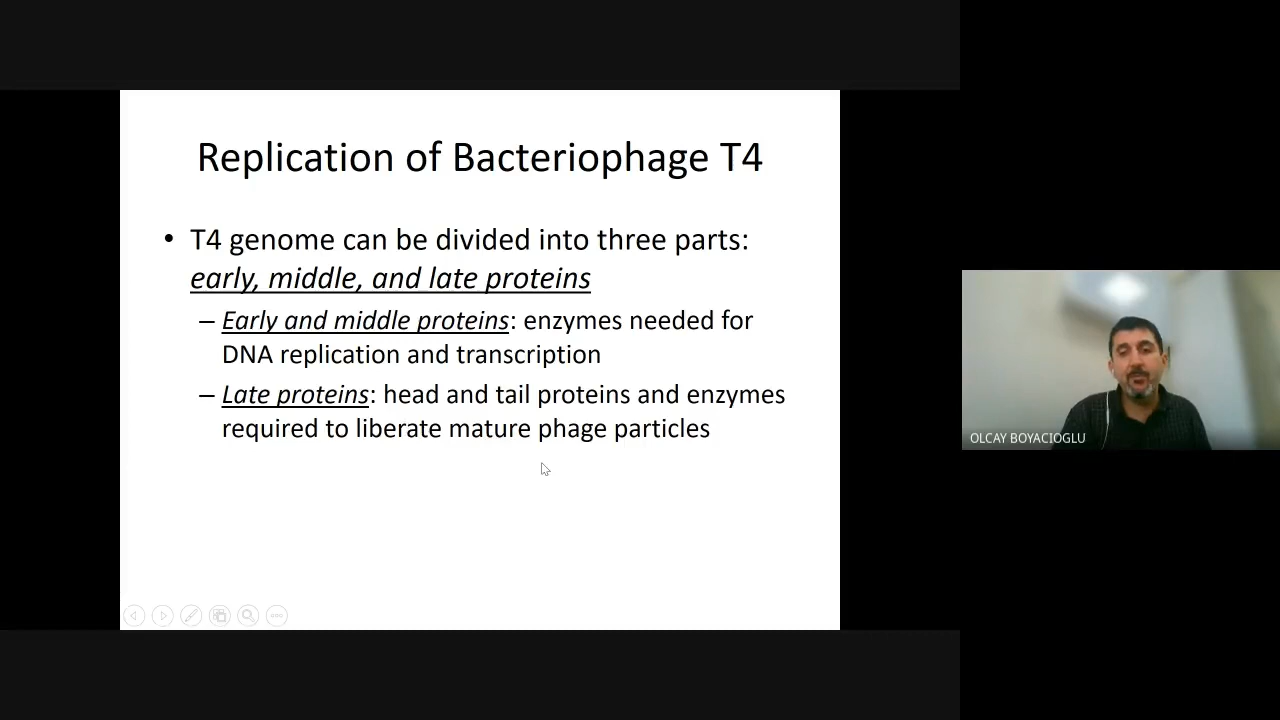 Replication of Bacteriophage T4
• T4 genome can be divided into three parts:
early, middle, and late proteins
– Early and middle proteins: enzymes needed for
DNA replication and transcription
– Late proteins: head and tail proteins and enzymes
required to liberate mature phage particles
OLCAY BOYACIOGLU